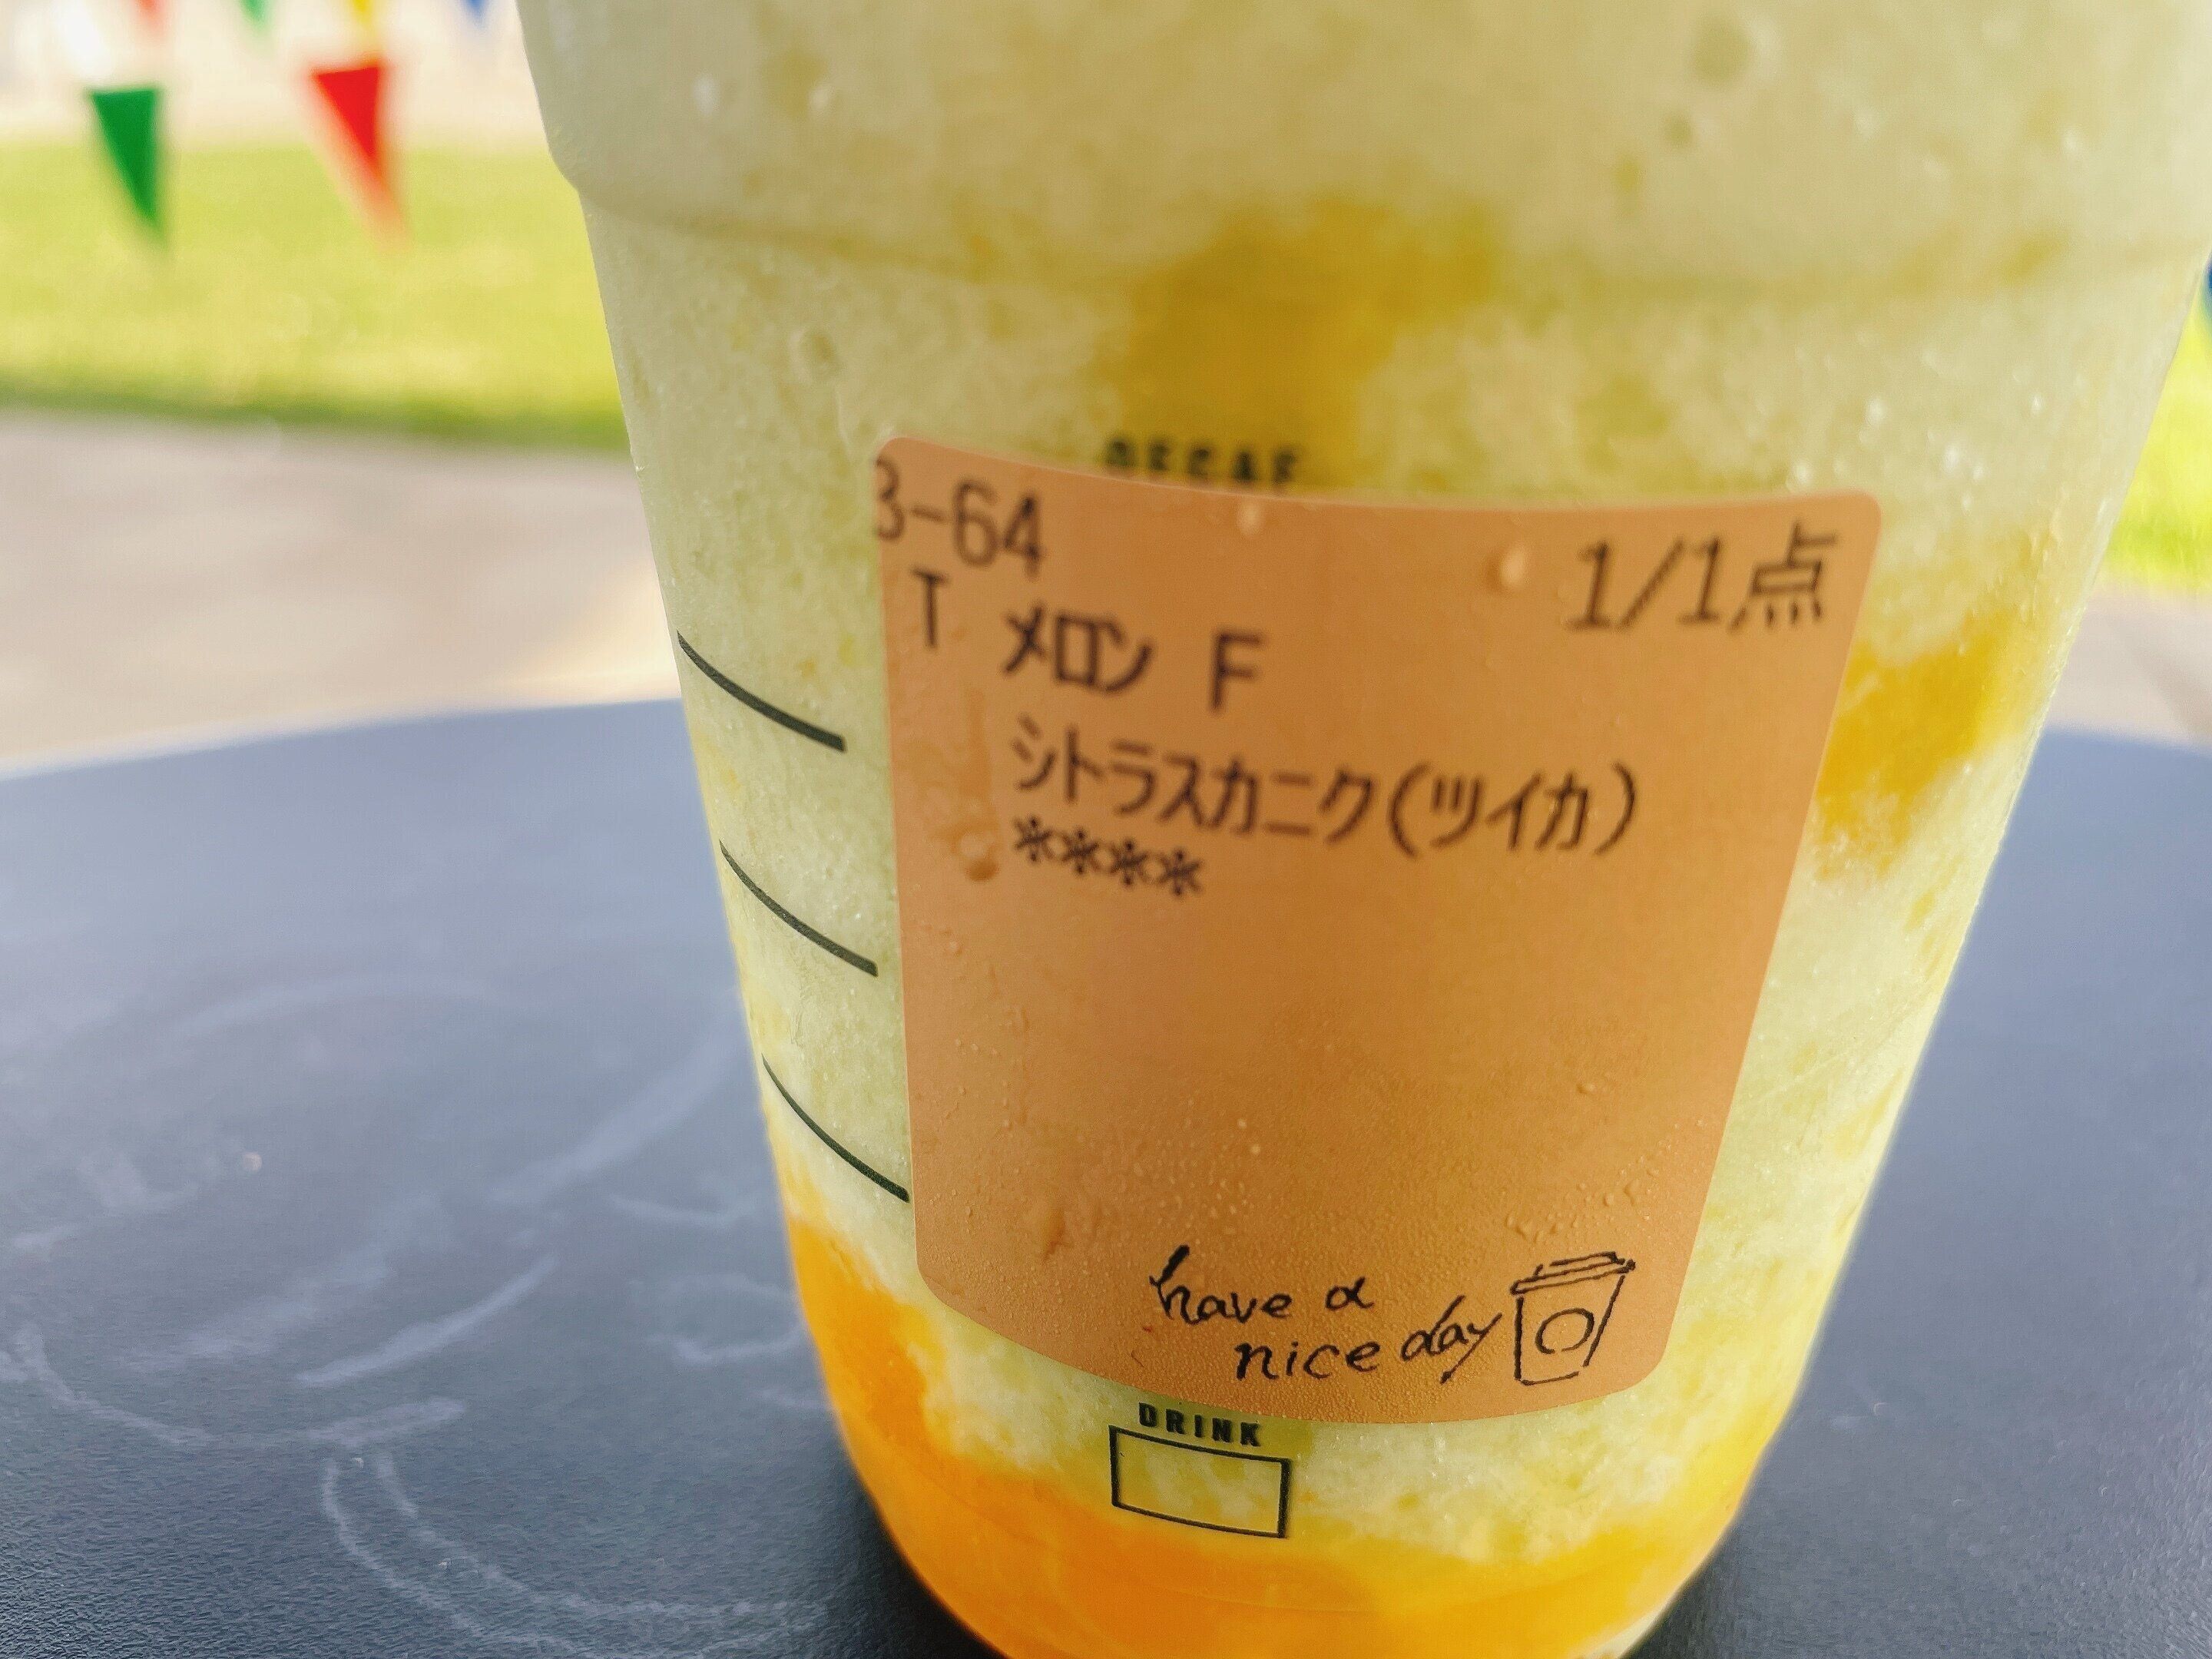 DECAF
3-64 1/1点
T メロン F
シトラスカニク(ツイカ)
****
have a
nice day
DRINK